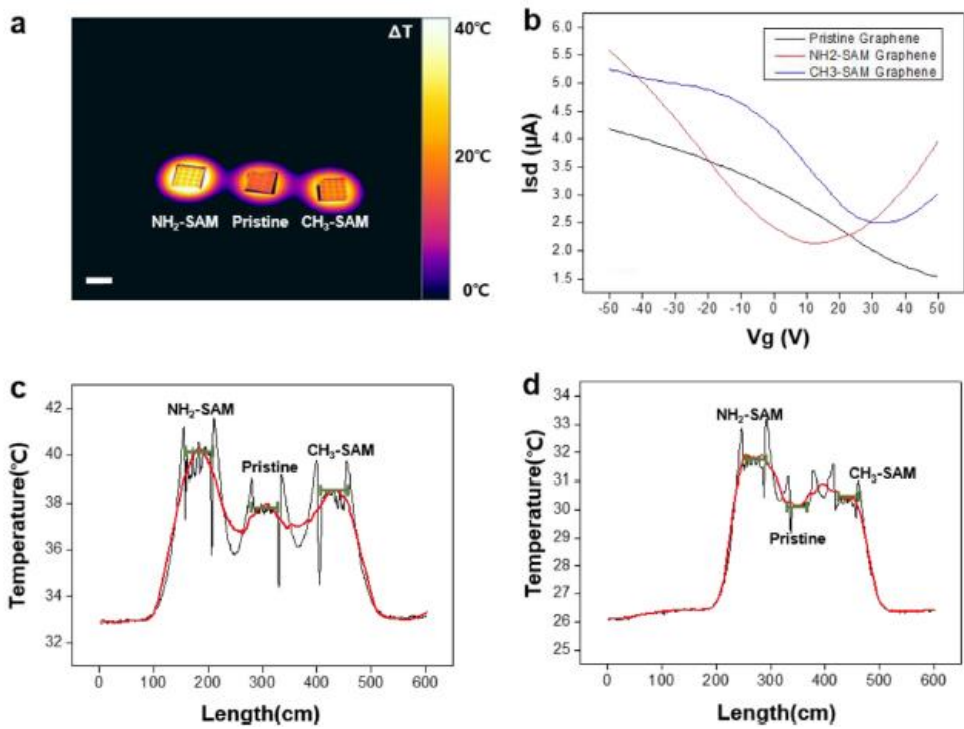 a
ΔT
40℃
20℃
0℃
NH₂-SAM Pristine CH₃-SAM
b
Pristine Graphene
NH2-SAM Graphene
CH3-SAM Graphene
5.5
5.0
4.5
4.0
3.5
3.0
2.5
2.0
1.5
Isd (μA)
-50 -40 -30 -20 -10 0 10 20 30 40 50
Vg (V)
c
NH₂-SAM
Pristine
CH₃-SAM
42
40
38
36
34
32
Temperature(℃)
0 100 200 300 400 500 600
Length(cm)
d
NH₂-SAM
CH₃-SAM
Pristine
34
33
32
31
30
29
28
27
26
25
Temperature(℃)
0 100 200 300 400 500 600
Length(cm)